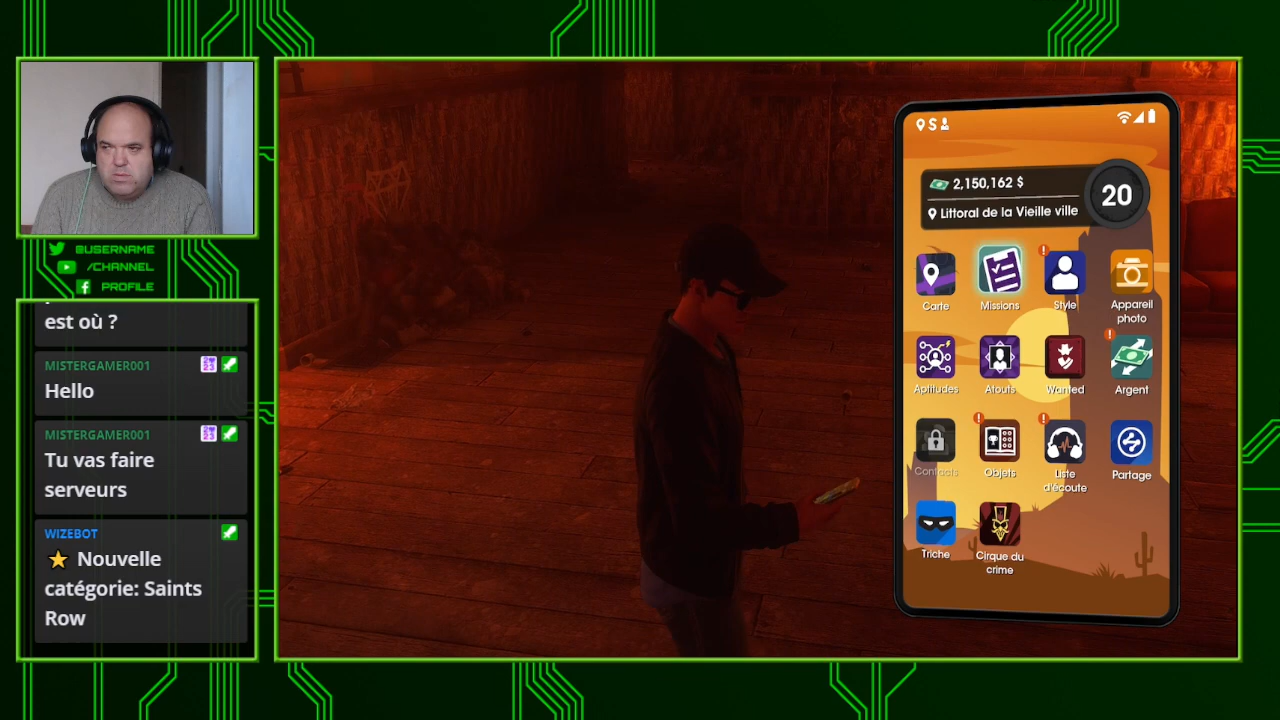 @USERNAME
/CHANNEL
PROFILE
est où ?
MISTERGAMER001
Hello
MISTERGAMER001
Tu vas faire
serveurs
WIZEBOT
Nouvelle
catégorie: Saints
Row
2,150,162 $
20
Littoral de la Vieille ville
Carte
Missions
Style
Appareil
photo
Aptitudes
Atouts
Wanted
Argent
Contacts
Objets
Liste
d'écoute
Partage
Triche
Cirque du
crime